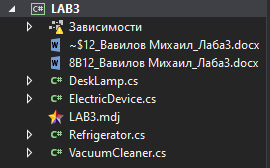 LAB3
Зависимости
~$12_Вавилов Михаил_Лаба3.docx
8В12_Вавилов Михаил_Лаба3.docx
DeskLamp.cs
ElectricDevice.cs
LAB3.mdj
Refrigerator.cs
VacuumCleaner.cs